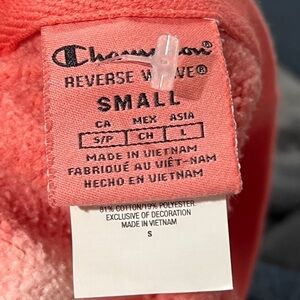 Champion®
REVERSE WEAVE®
SMALL
CA MEX ASIA
S/P CH L
MADE IN VIETNAM
FABRIQUÉ AU VIÊT-NAM
HECHO EN VIETNAM
81% COTTON/19% POLYESTER
EXCLUSIVE OF DECORATION
MADE IN VIETNAM
S